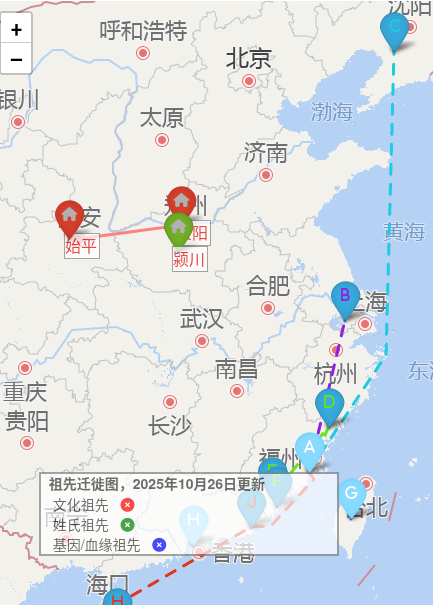 +
−
沈阳
C
呼和浩特
北京
银川
渤海
太原
济南
始平
阳
颍川
黄海
合肥
B
上海
武汉
杭州
南昌
重庆
D
贵阳
长沙
A
福州
E
F
祖先迁徙图，2025年10月26日更新
文化祖先
姓氏祖先
基因/血缘祖先
G
J
H
台北
香港
海口
H